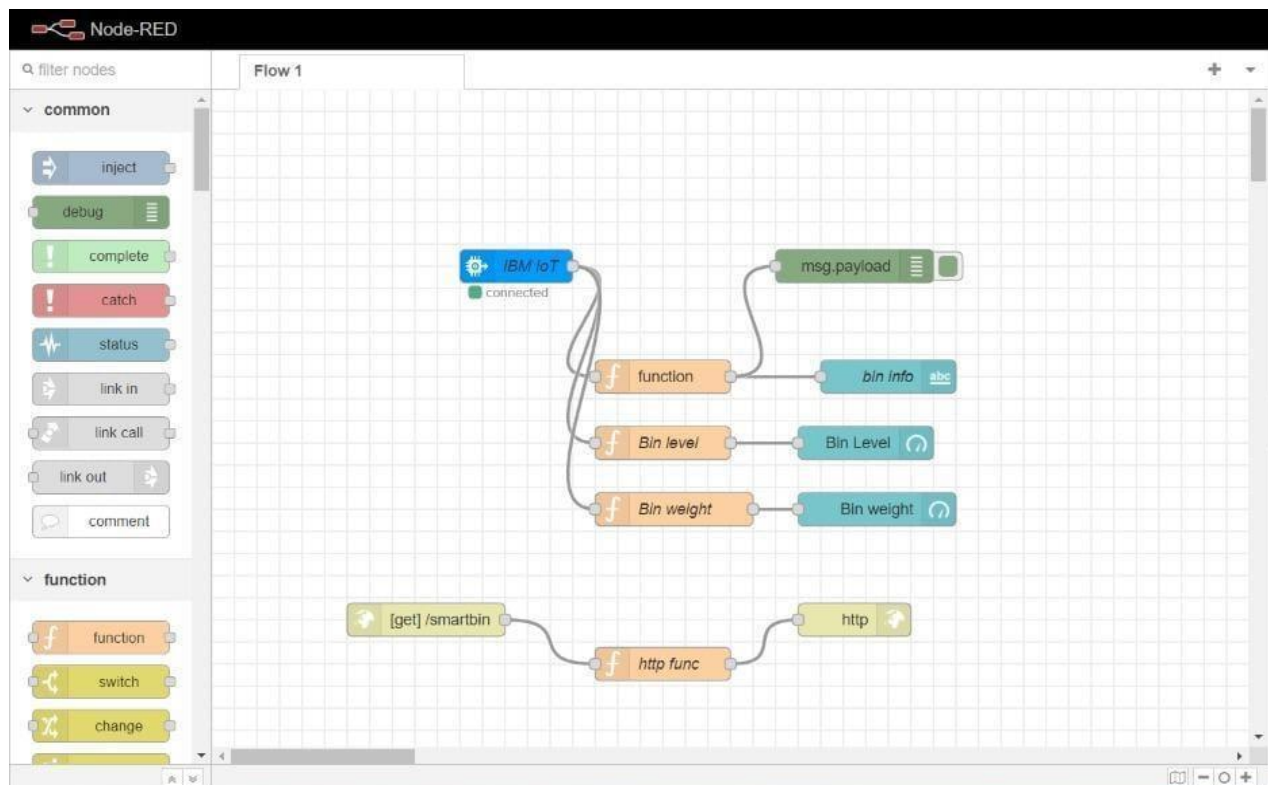 Node-RED
filter nodes
Flow 1
common
inject
debug
complete
catch
status
link in
link call
link out
comment
function
function
switch
change
IBM IoT
connected
msg.payload
function
bin info
abc
Bin level
Bin Level
Bin weight
Bin weight
[get] /smartbin
http
http func